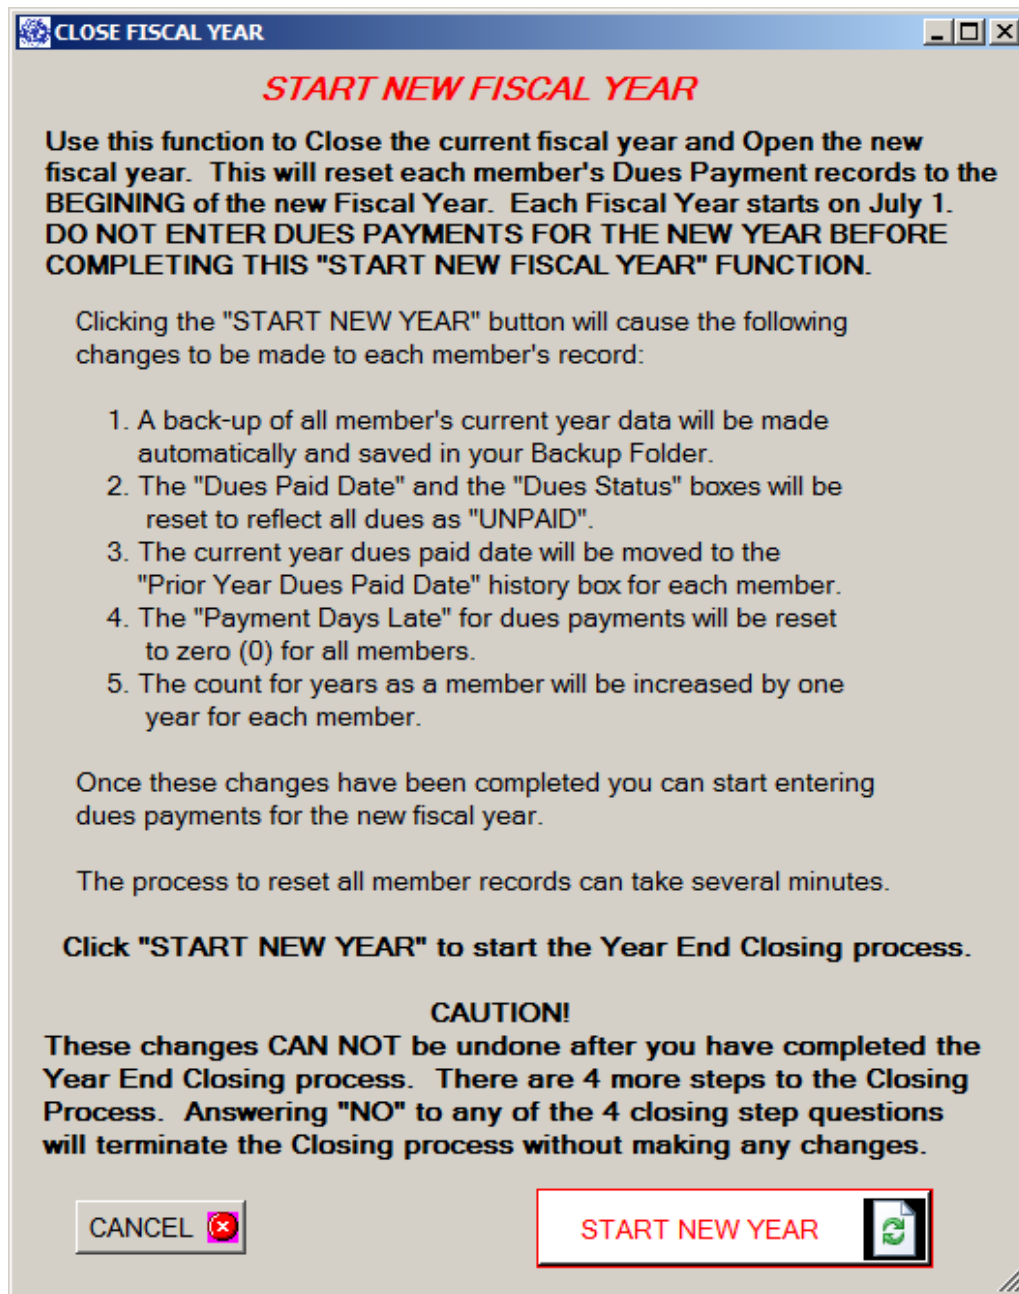 CLOSE FISCAL YEAR
START NEW FISCAL YEAR
Use this function to Close the current fiscal year and Open the new
fiscal year.  This will reset each member's Dues Payment records to the
BEGINING of the new Fiscal Year.  Each Fiscal Year starts on July 1.
DO NOT ENTER DUES PAYMENTS FOR THE NEW YEAR BEFORE
COMPLETING THIS "START NEW FISCAL YEAR" FUNCTION.
Clicking the "START NEW YEAR" button will cause the following
changes to be made to each member's record:
1. A back-up of all member's current year data will be made
automatically and saved in your Backup Folder.
2. The "Dues Paid Date" and the "Dues Status" boxes will be
reset to reflect all dues as "UNPAID".
3. The current year dues paid date will be moved to the
"Prior Year Dues Paid Date" history box for each member.
4. The "Payment Days Late" for dues payments will be reset
to zero (0) for all members.
5. The count for years as a member will be increased by one
year for each member.
Once these changes have been completed you can start entering
dues payments for the new fiscal year.
The process to reset all member records can take several minutes.
Click "START NEW YEAR" to start the Year End Closing process.
CAUTION!
These changes CAN NOT be undone after you have completed the
Year End Closing process.  There are 4 more steps to the Closing
Process.  Answering "NO" to any of the 4 closing step questions
will terminate the Closing process without making any changes.
CANCEL
START NEW YEAR